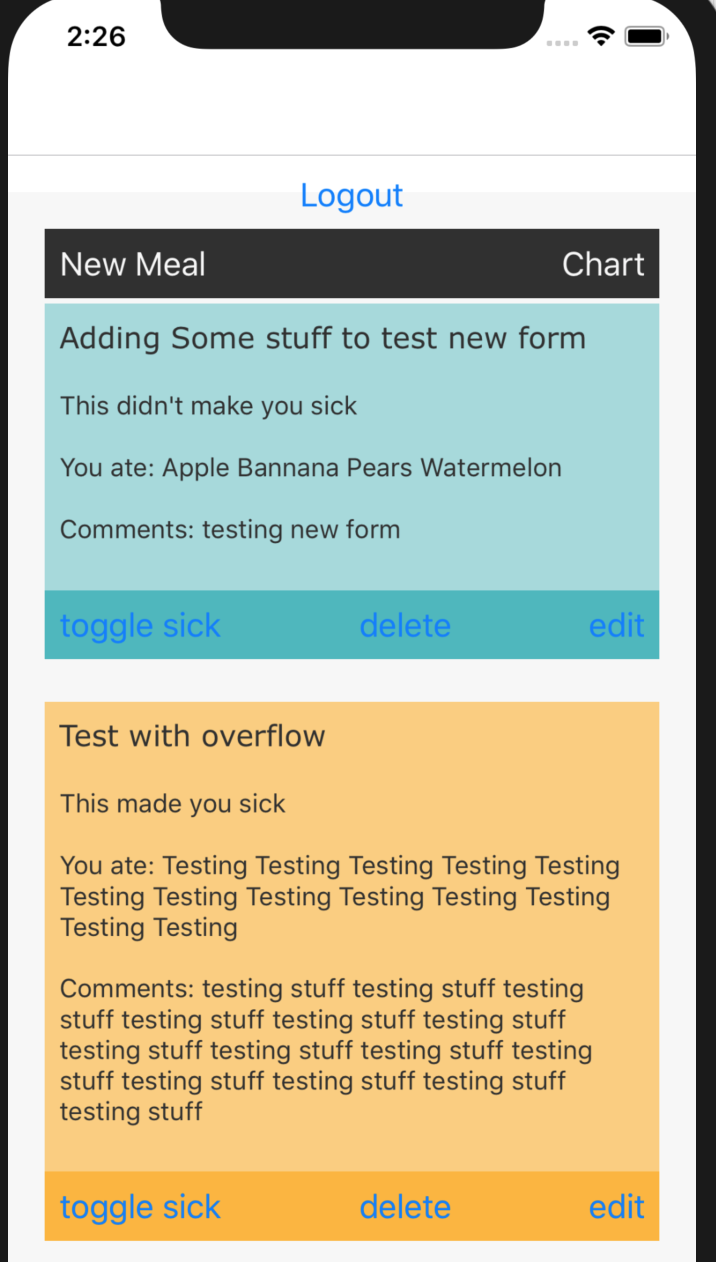 2:26
Logout
New Meal Chart
Adding Some stuff to test new form
This didn't make you sick
You ate: Apple Bannana Pears Watermelon
Comments: testing new form
toggle sick delete edit
Test with overflow
This made you sick
You ate: Testing Testing Testing Testing Testing
Testing Testing Testing Testing Testing Testing
Testing Testing
Comments: testing stuff testing stuff testing
stuff testing stuff testing stuff testing stuff
testing stuff testing stuff testing stuff testing
stuff testing stuff testing stuff testing stuff
testing stuff
toggle sick delete edit